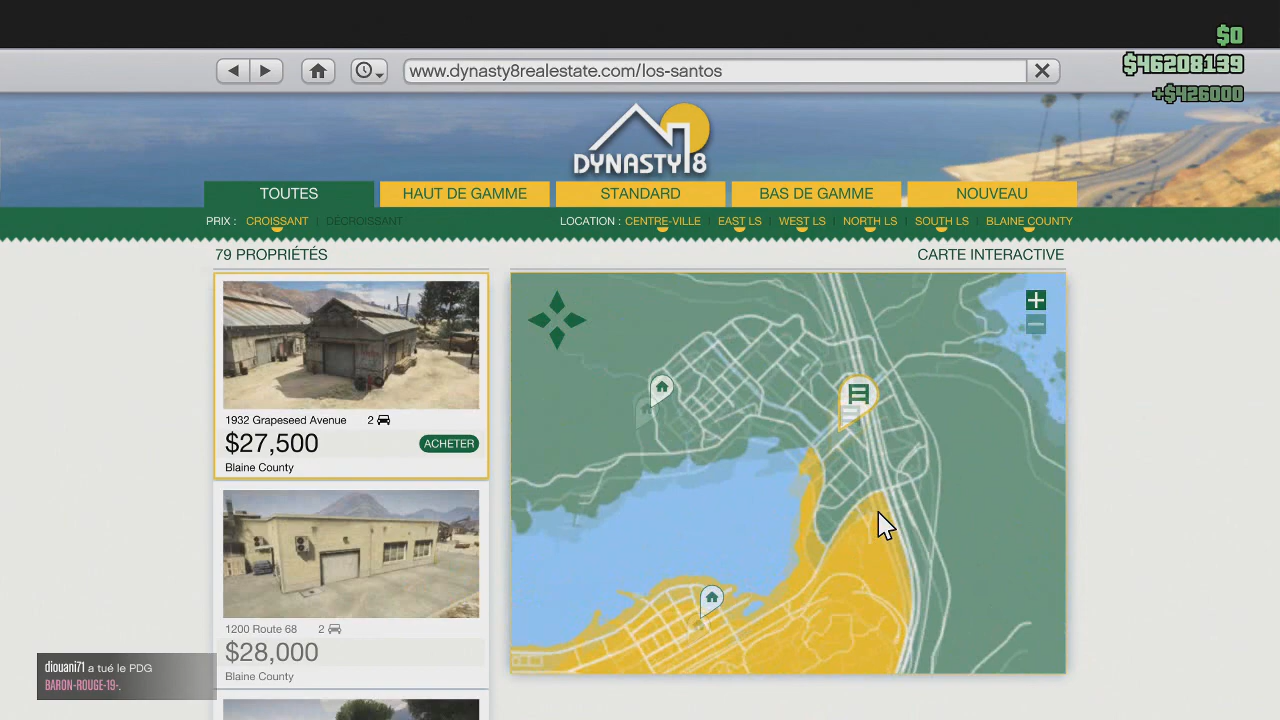 $0
$46208139
+$426000
www.dynasty8realestate.com/los-santos
DYNASTY 8
TOUTES
HAUT DE GAMME
STANDARD
BAS DE GAMME
NOUVEAU
PRIX : CROISSANT | DÉCROISSANT
LOCATION : CENTRE-VILLE | EAST LS | WEST LS | NORTH LS | SOUTH LS | BLAINE COUNTY
79 PROPRIÉTÉS
CARTE INTERACTIVE
1932 Grapeseed Avenue 2
$27,500
ACHETER
Blaine County
1200 Route 68 2
$28,000
Blaine County
diouani71 a tué le PDG
BARON-ROUGE-19-.